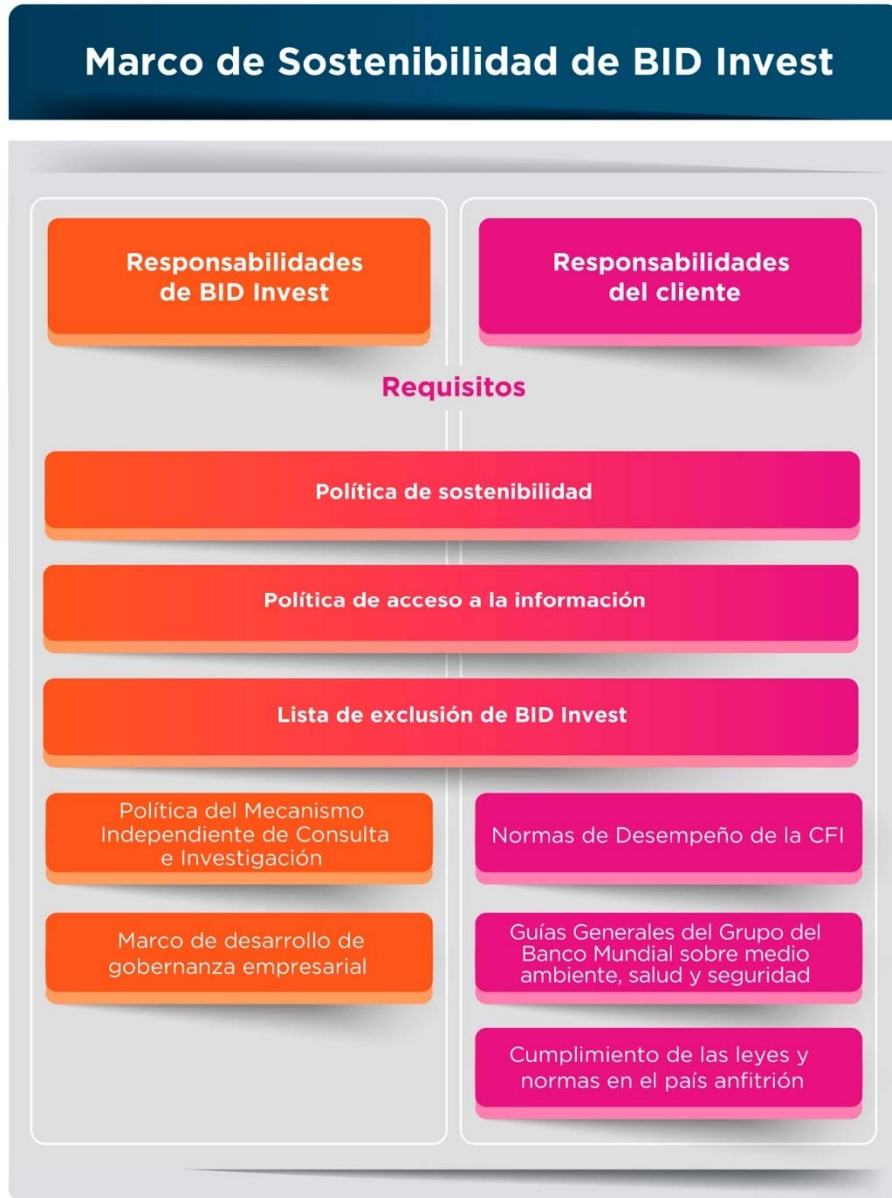 Marco de Sostenibilidad de BID Invest
Responsabilidades
de BID Invest
Responsabilidades
del cliente
Requisitos
Política de sostenibilidad
Política de acceso a la información
Lista de exclusión de BID Invest
Política del Mecanismo
Independiente de Consulta
e Investigación
Marco de desarrollo de
gobernanza empresarial
Normas de Desempeño de la CFI
Guías Generales del Grupo del
Banco Mundial sobre medio
ambiente, salud y seguridad
Cumplimiento de las leyes y
normas en el país anfitrión